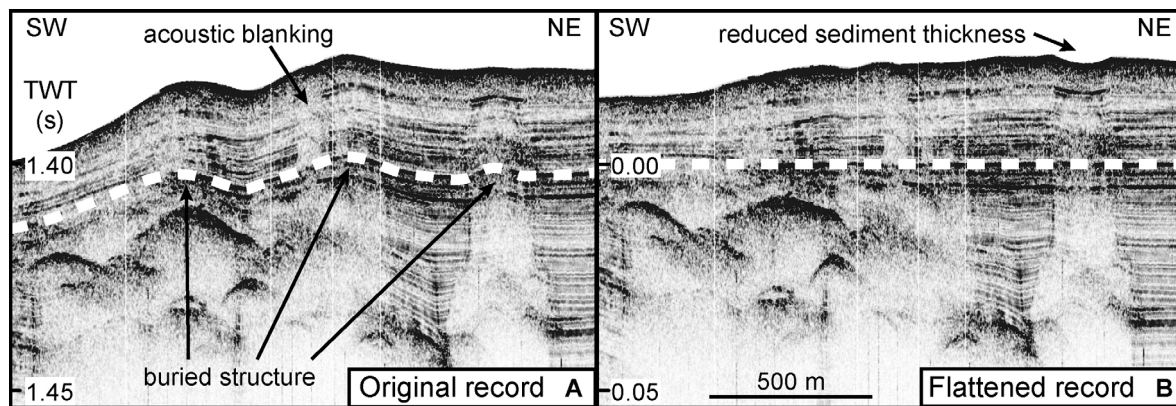 SW
NE
acoustic blanking
TWT
(s)
1.40
1.45
buried structure
Original record A
SW
NE
reduced sediment thickness
0.00
0.05
500 m
Flattened record B